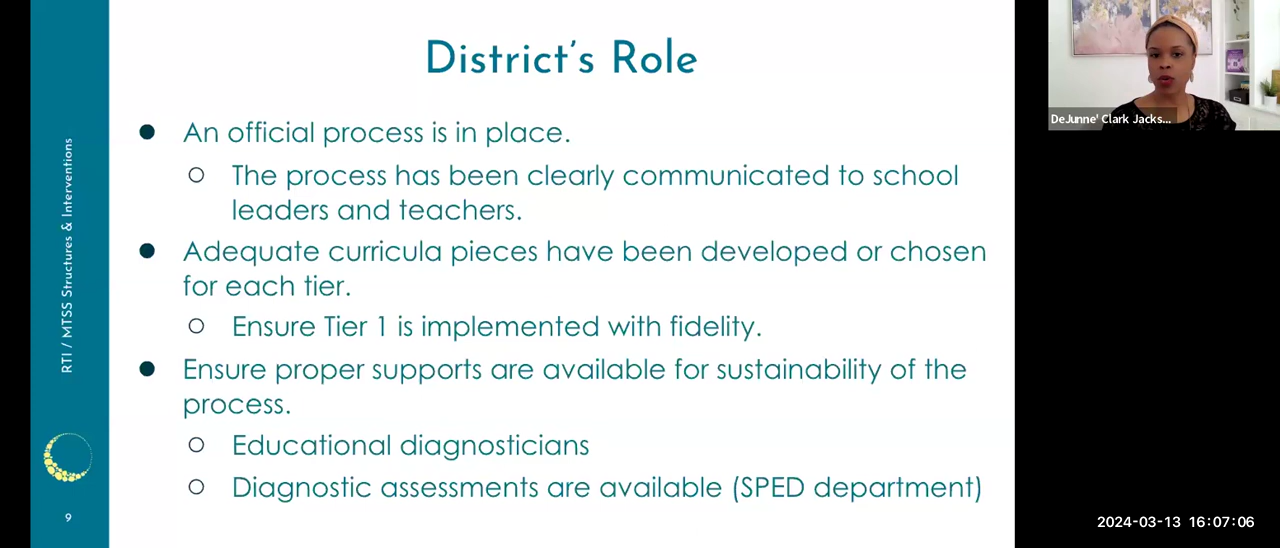 District's Role
● An official process is in place.
○ The process has been clearly communicated to school
leaders and teachers.
● Adequate curricula pieces have been developed or chosen
for each tier.
○ Ensure Tier 1 is implemented with fidelity.
● Ensure proper supports are available for sustainability of the
process.
○ Educational diagnosticians
○ Diagnostic assessments are available (SPED department)
RTI / MTSS Structures & Interventions
9
DeJunne' Clark Jacks...
2024-03-13 16:07:06